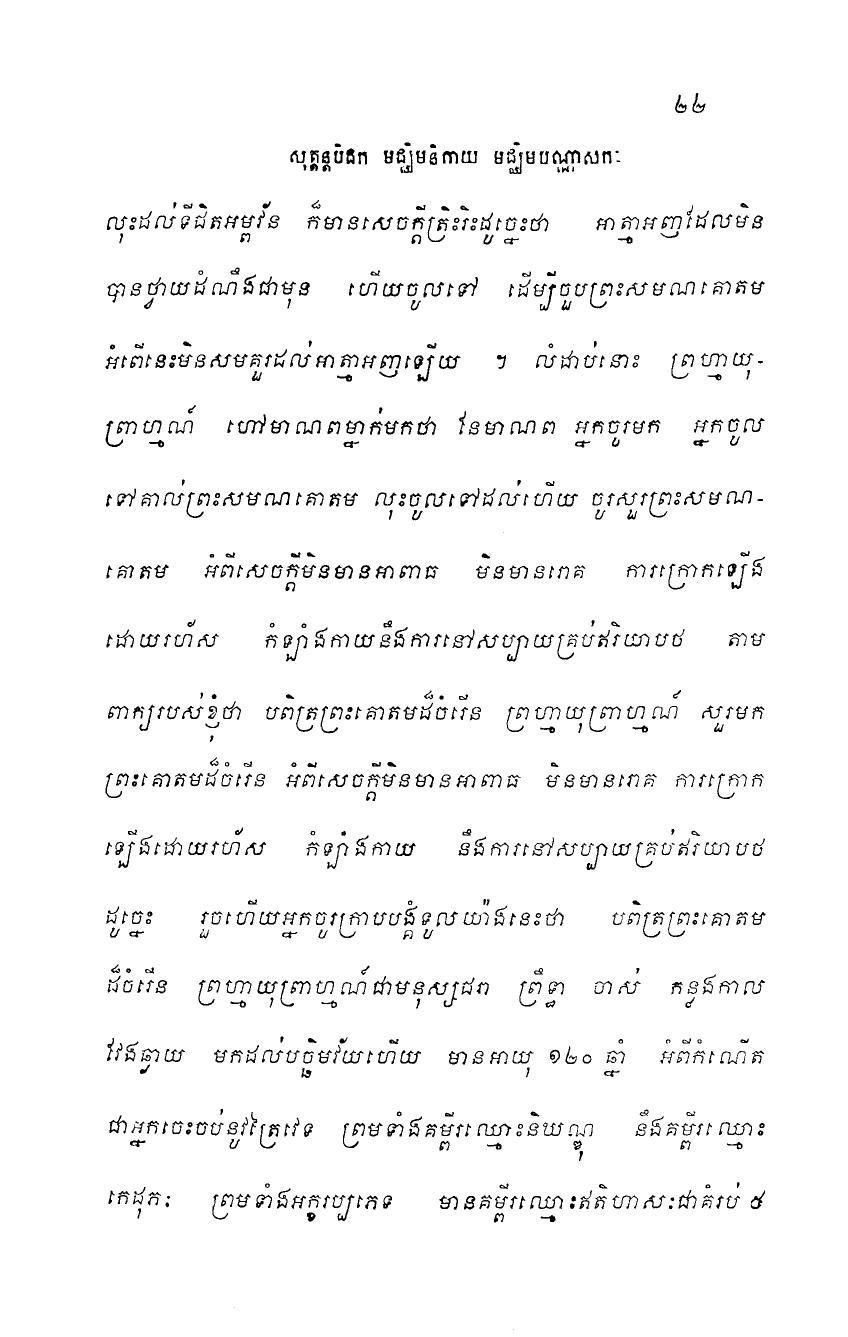 ២២
សុត្តន្តបិដក មជ្ឈិមនិកាយ មជ្ឈិមបណ្ណាសកៈ
លុះដល់ទីជិតអម្ពវ័ន ក៏មានសេចក្តីត្រិះរិះដូច្នេះថា អាត្មាអញដែលមិន
បានថ្វាយដំណឹងជាមុន ហើយចូលទៅ ដើម្បីចួបព្រះសមណគោតម
អំពើនេះមិនសមគួរដល់អាត្មាអញឡើយ ។ លំដាប់នោះ ព្រហ្មាយុ-
ព្រាហ្មណ៍ ហៅមាណពម្នាក់មកថា នែមាណព អ្នកចូរមក អ្នកចូល
ទៅគាល់ព្រះសមណគោតម លុះចូលទៅដល់ហើយ ចូរសួរព្រះសមណ-
គោតម អំពីសេចក្តីមិនមានអាពាធ មិនមានរោគ ការក្រោកឡើង
ដោយរហ័ស កំឡាំងកាយនឹងការនៅសប្បាយគ្រប់ឥរិយាបថ តាម
ពាក្យរបស់ខ្ញុំថា បពិត្រព្រះគោតមដ៏ចំរើន ព្រហ្មាយុព្រាហ្មណ៍ សួរមក
ព្រះគោតមដ៏ចំរើន អំពីសេចក្តីមិនមានអាពាធ មិនមានរោគ ការក្រោក
ឡើងដោយរហ័ស កំឡាំងកាយ នឹងការនៅសប្បាយគ្រប់ឥរិយាបថ
ដូច្នេះ រួចហើយអ្នកចូរក្រាបបង្គំទូលយ៉ាងនេះថា បពិត្រព្រះគោតម
ដ៏ចំរើន ព្រហ្មាយុព្រាហ្មណ៍ជាមនុស្សជរា ព្រឹទ្ធា ចាស់ កន្លងកាល
វែងឆ្ងាយ មកដល់បច្ឆិមវ័យហើយ មានអាយុ ១២០ ឆ្នាំ អំពីកំណើត
ជាអ្នកចេះចប់នូវត្រៃវេទ ព្រមទាំងគម្ពីរឈ្មោះនិឃណ្ឌុ នឹងគម្ពីរឈ្មោះ
កេដុភៈ ព្រមទាំងអក្ខរប្បភេទ មានគម្ពីរឈ្មោះឥតិហាសៈជាគំរប់ ៥